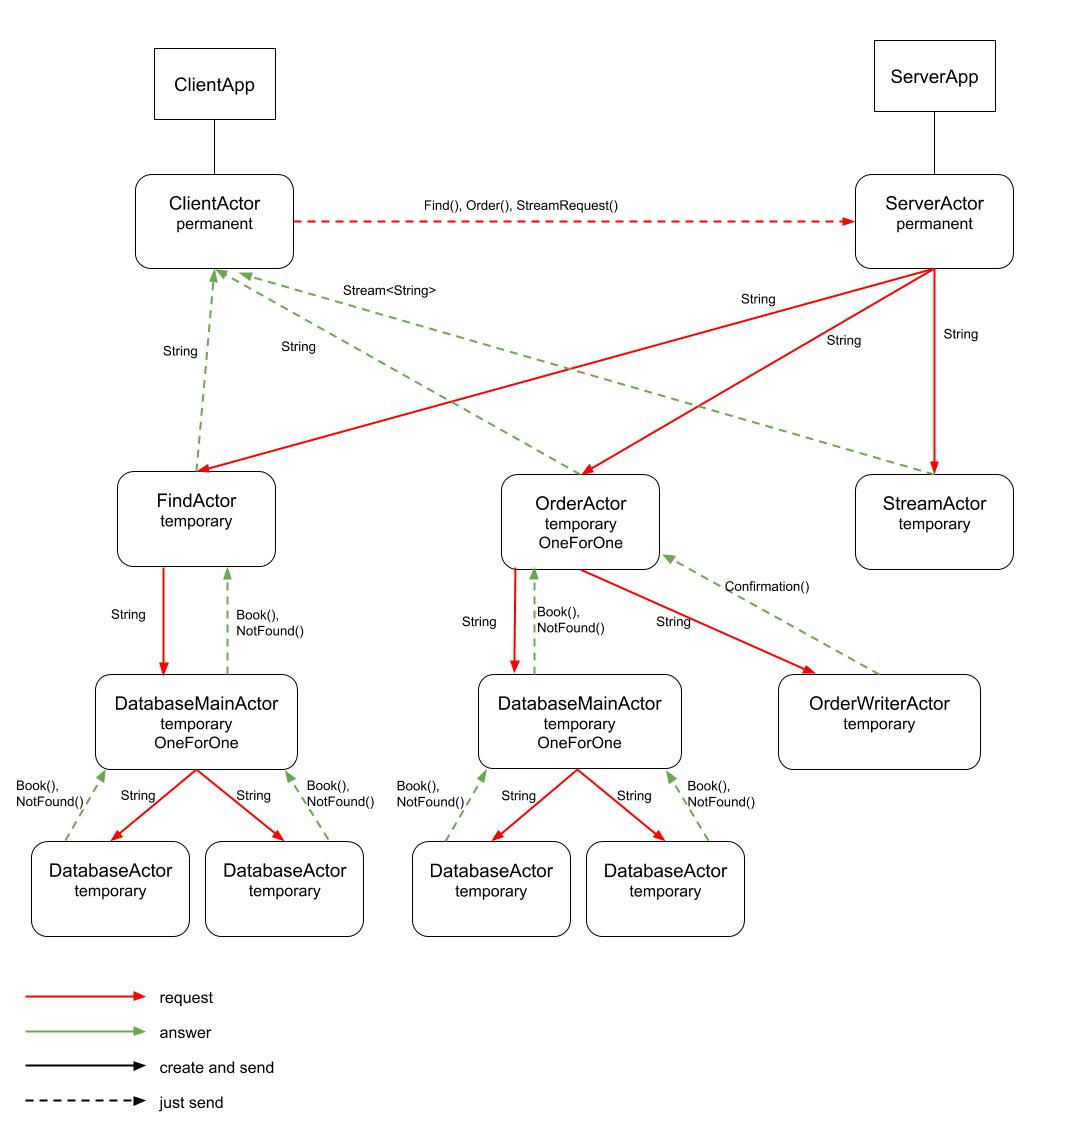 ClientApp
ServerApp
ClientActor
permanent
Find(), Order(), StreamRequest()
ServerActor
permanent
Stream<String>
String
String
String
String
String
FindActor
temporary
OrderActor
temporary
OneForOne
StreamActor
temporary
String
Book(),
NotFound()
String
Book(),
NotFound()
String
Confirmation()
DatabaseMainActor
temporary
OneForOne
DatabaseMainActor
temporary
OneForOne
OrderWriterActor
temporary
Book(),
NotFound()
String
String
Book(),
NotFound()
Book(),
NotFound()
String
String
Book(),
NotFound()
DatabaseActor
temporary
DatabaseActor
temporary
DatabaseActor
temporary
DatabaseActor
temporary
request
answer
create and send
just send